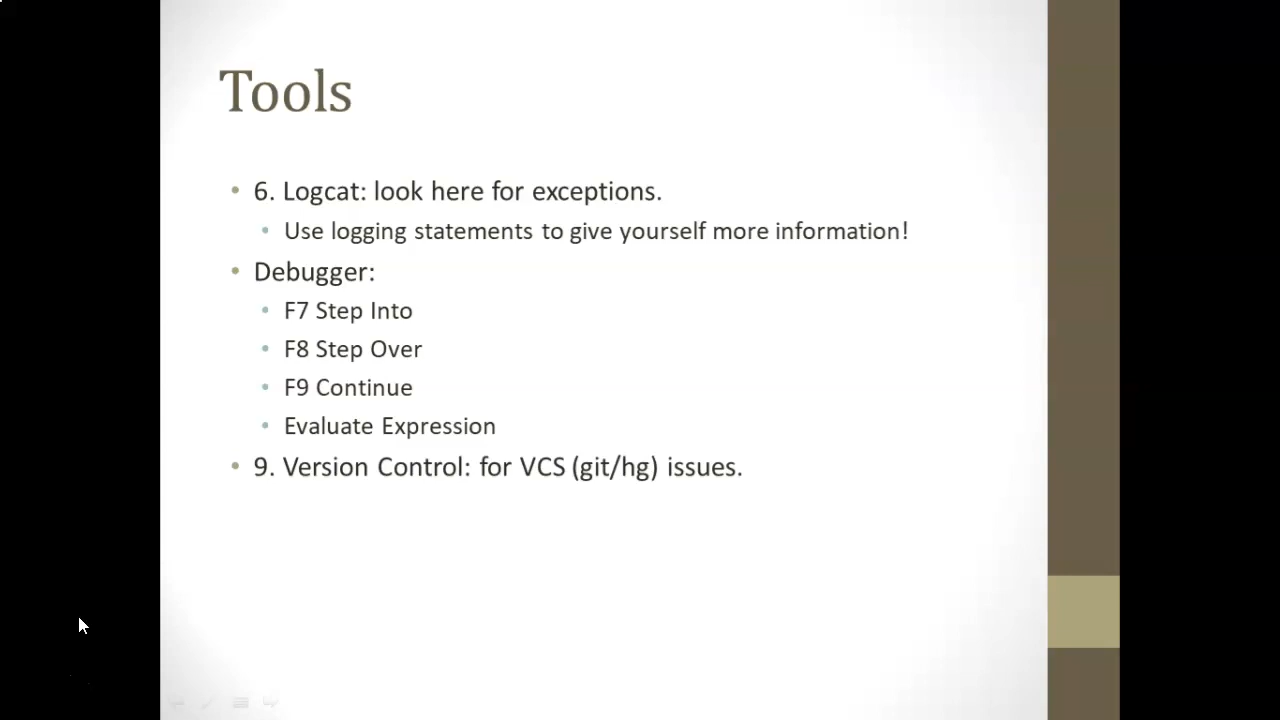 Tools
• 6. Logcat: look here for exceptions.
• Use logging statements to give yourself more information!
• Debugger:
• F7 Step Into
• F8 Step Over
• F9 Continue
• Evaluate Expression
• 9. Version Control: for VCS (git/hg) issues.